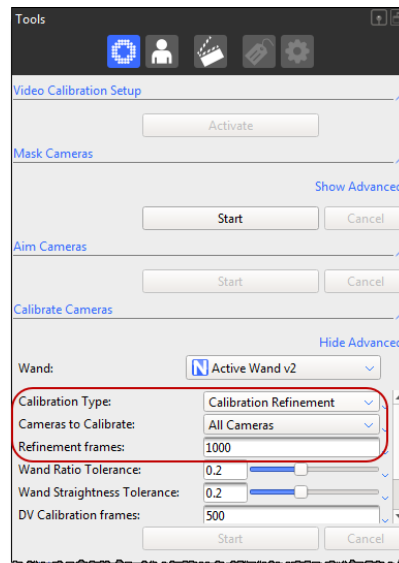 Tools
Video Calibration Setup
Activate
Mask Cameras
Show Advanced
Start Cancel
Aim Cameras
Start Cancel
Calibrate Cameras
Hide Advanced
Wand: N Active Wand v2
Calibration Type: Calibration Refinement
Cameras to Calibrate: All Cameras
Refinement frames: 1000
Wand Ratio Tolerance: 0.2
Wand Straightness Tolerance: 0.2
DV Calibration frames: 500
Start Cancel